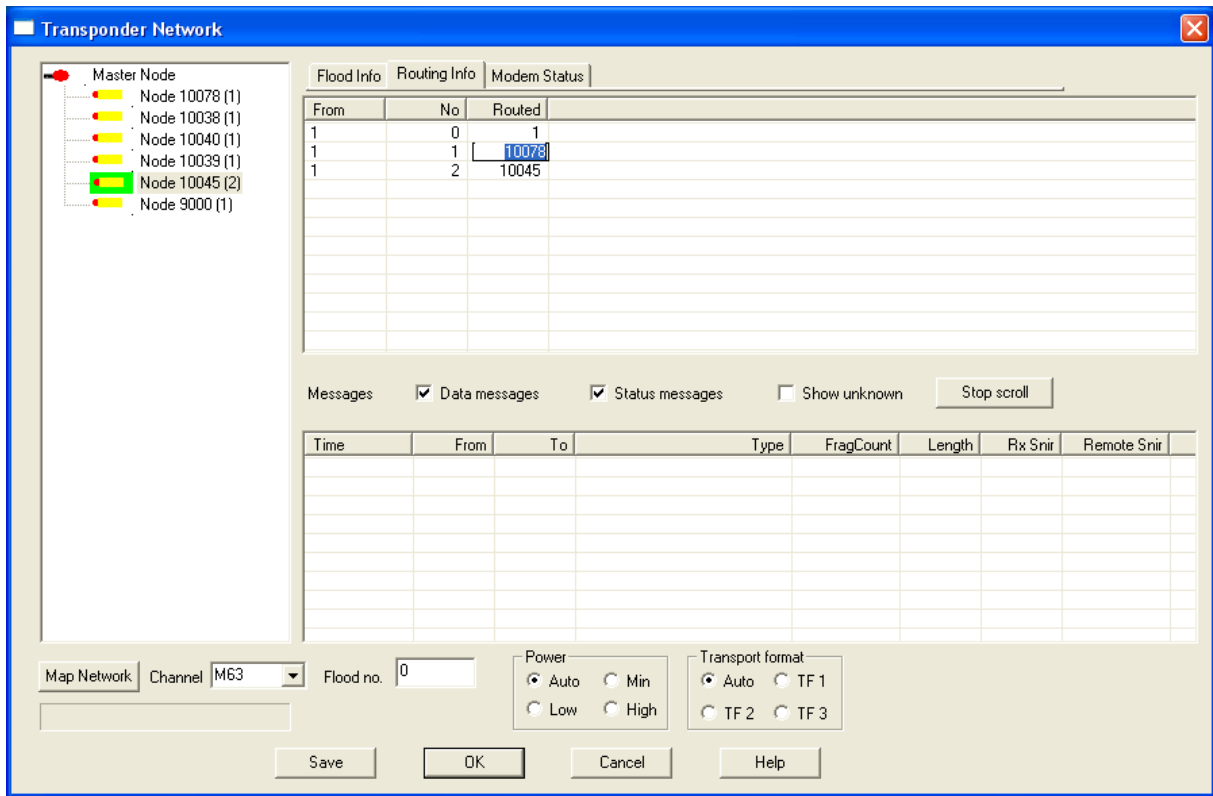 Transponder Network
Master Node
Node 10078 (1)
Node 10038 (1)
Node 10040 (1)
Node 10039 (1)
Node 10045 (2)
Node 9000 (1)
Flood Info Routing Info Modem Status
From No Routed
1 0 1
1 1 10078
1 2 10045
Messages Data messages Status messages Show unknown Stop scroll
Time From To Type FragCount Length Rx Snir Remote Snir
Map Network Channel M63 Flood no. 0
Power
Auto Min
Low High
Transport format
Auto TF 1
TF 2 TF 3
Save OK Cancel Help